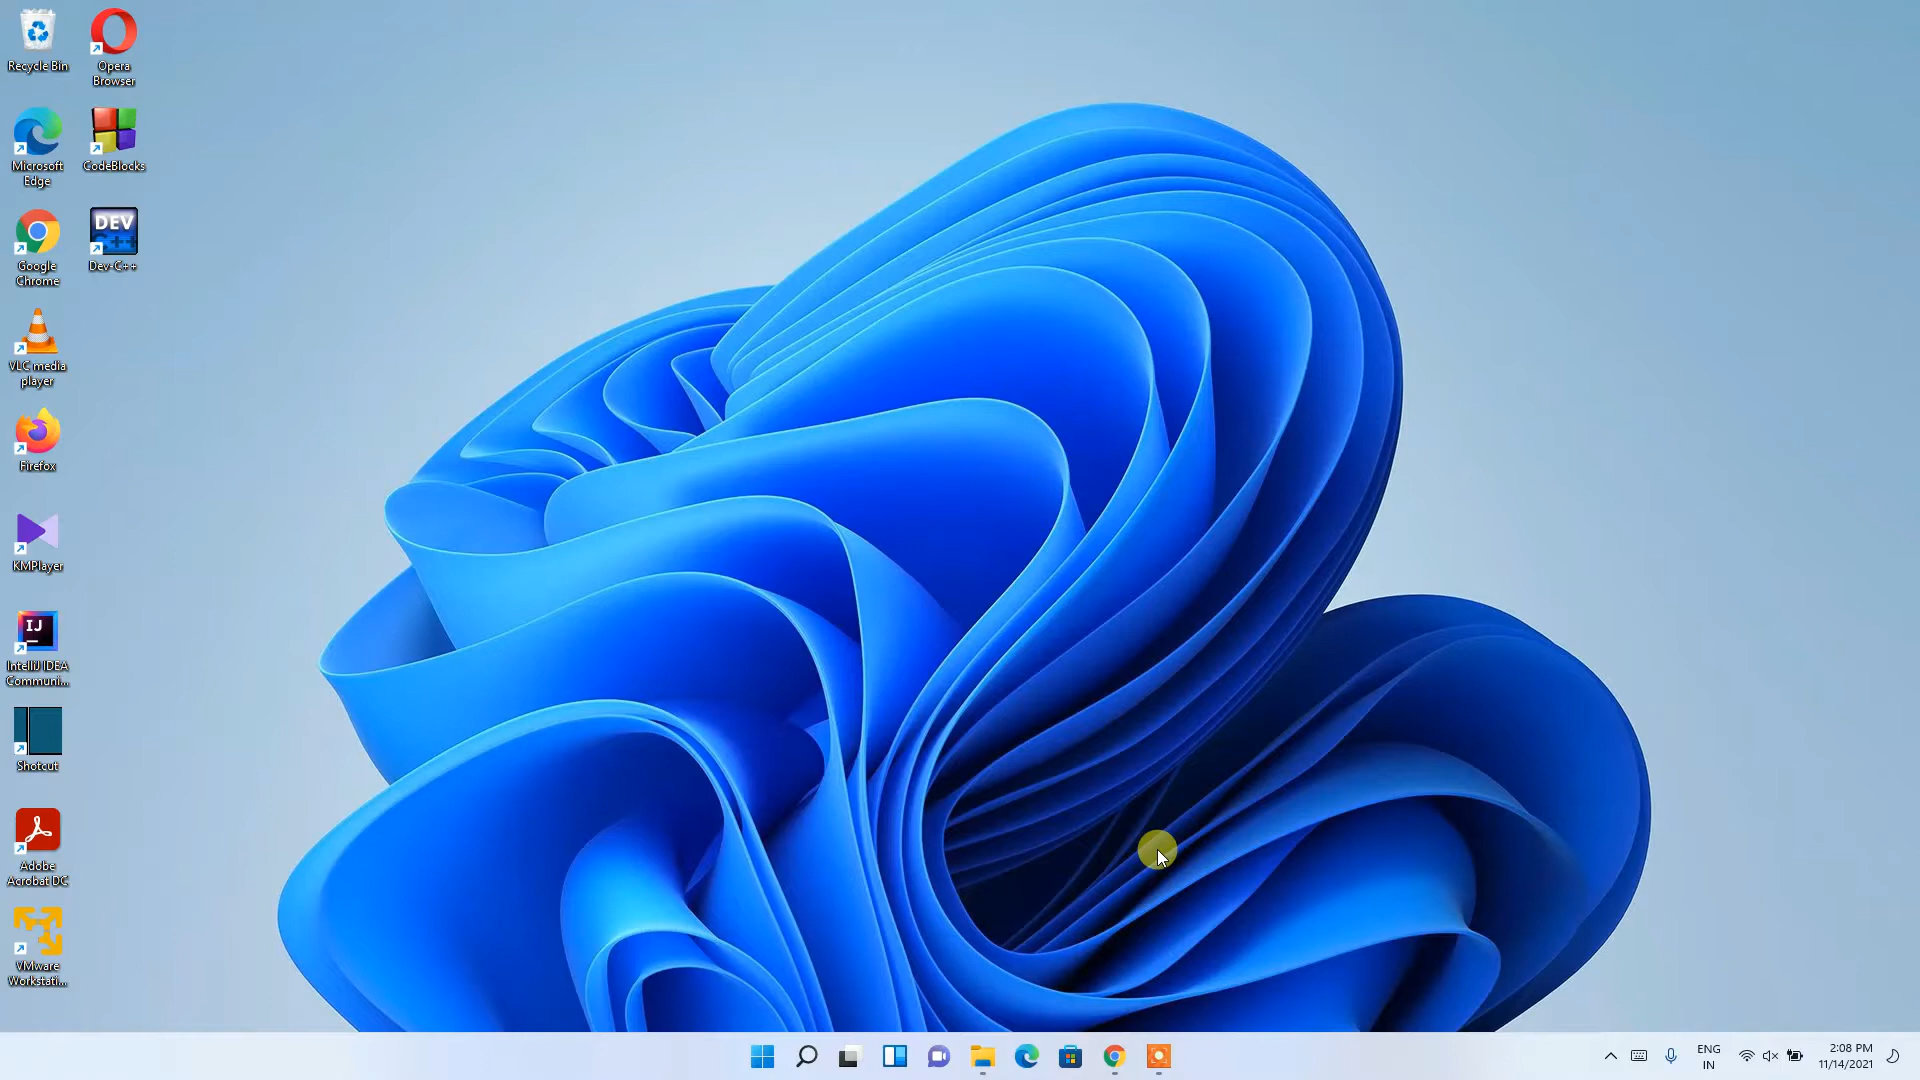 Recycle Bin
Opera
Browser
Microsoft
Edge
CodeBlocks
Google
Chrome
DEV
C++
Dev-C++
VLC media
player
Firefox
KMPlayer
IJ
IntelliJ IDEA
Communi...
Shotcut
Adobe
Acrobat DC
VMware
Workstati...
ENG
IN
2:08 PM
11/14/2021